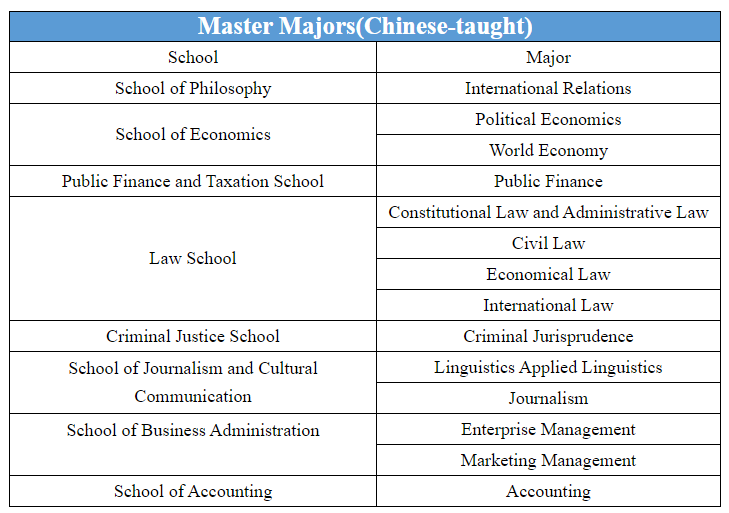 Master Majors(Chinese-taught)
School Major
School of Philosophy International Relations
School of Economics Political Economics
World Economy
Public Finance and Taxation School Public Finance
Law School Constitutional Law and Administrative Law
Civil Law
Economical Law
International Law
Criminal Justice School Criminal Jurisprudence
School of Journalism and Cultural
Communication
Linguistics Applied Linguistics
Journalism
School of Business Administration Enterprise Management
Marketing Management
School of Accounting Accounting